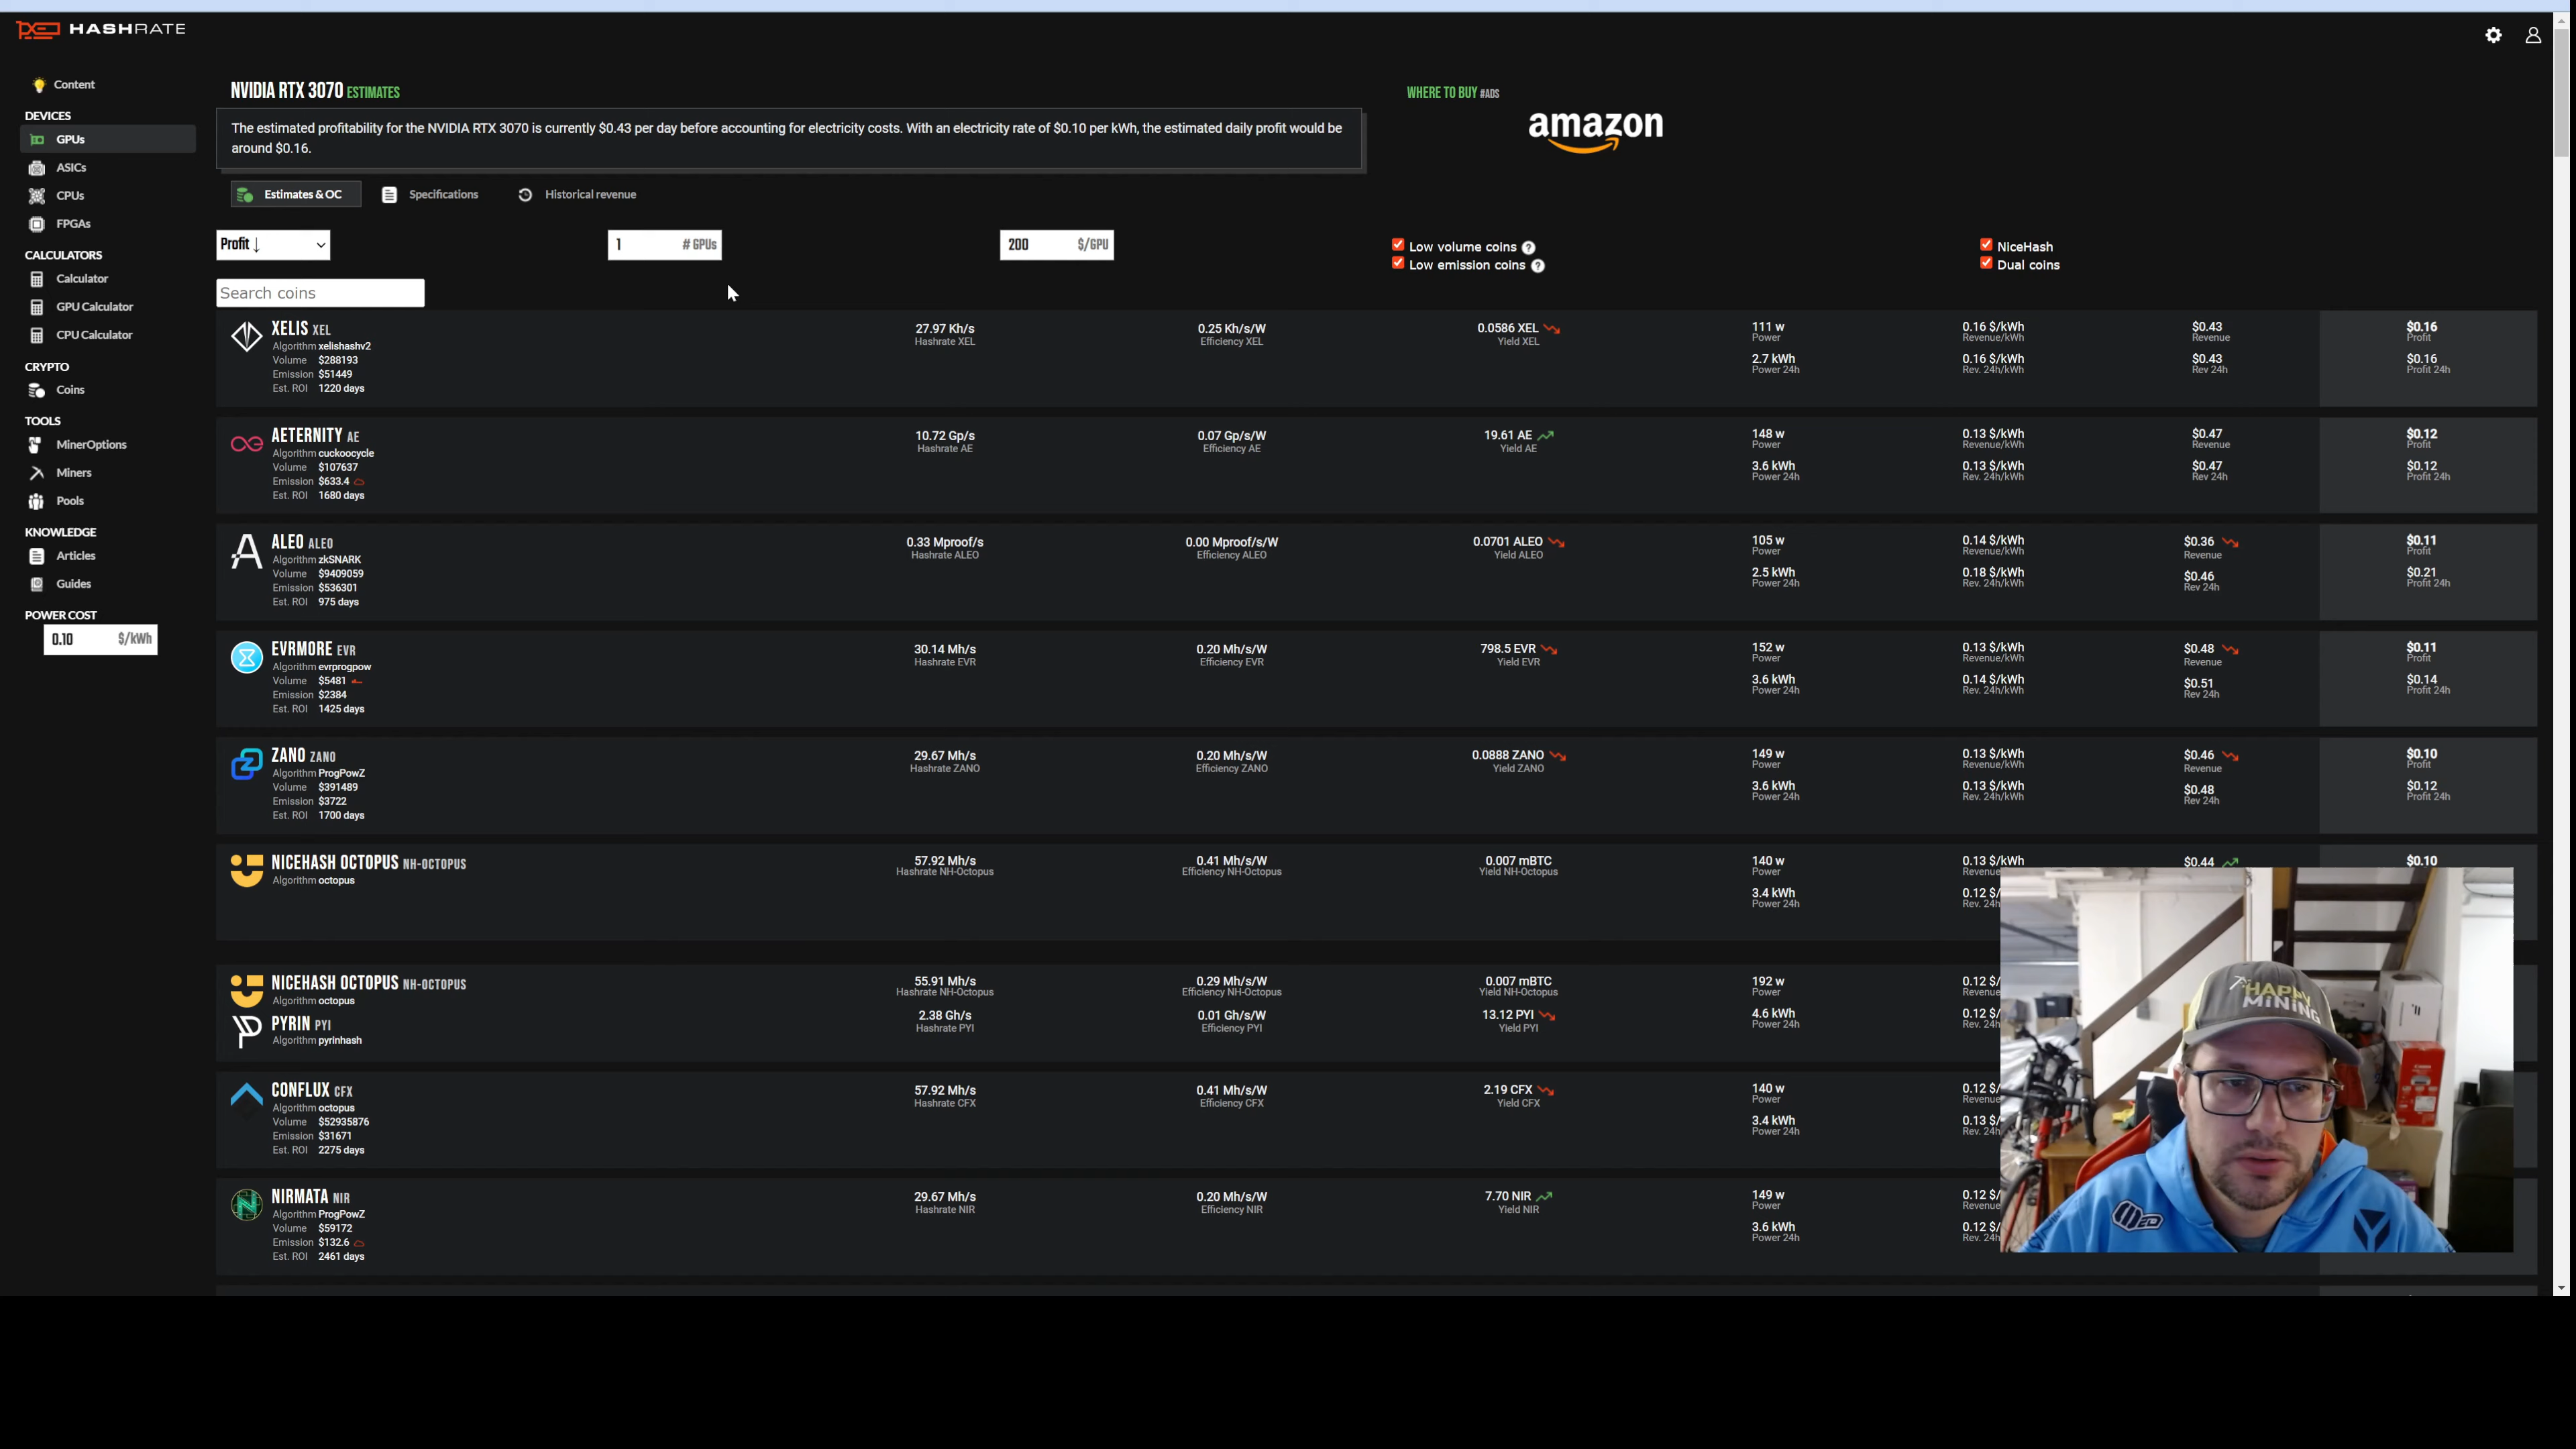 HASHRATE
Content
DEVICES
GPUs
ASICs
CPUs
FPGAs
CALCULATORS
Calculator
GPU Calculator
CPU Calculator
CRYPTO
Coins
TOOLS
MinerOptions
Miners
Pools
KNOWLEDGE
Articles
Guides
POWER COST
0.10 $/kWh
NVIDIA RTX 3070 ESTIMATES
The estimated profitability for the NVIDIA RTX 3070 is currently $0.43 per day before accounting for electricity costs. With an electricity rate of $0.10 per kWh, the estimated daily profit would be
around $0.16.
WHERE TO BUY #ADS
amazon
Estimates & OC Specifications Historical revenue
Profit ↓ 1 # GPUs 200 $/GPU
Low volume coins ? NiceHash
Low emission coins ? Dual coins
Search coins
XELIS XEL 27.97 Kh/s 0.25 Kh/s/W 0.0586 XEL 111 w 0.16 $/kWh $0.43 $0.16
Hashrate XEL Efficiency XEL Yield XEL Power Revenue/kWh Revenue Profit
Algorithm xelishashv2
Volume $288193 2.7 kWh 0.16 $/kWh $0.43 $0.16
Emission $51449 Power 24h Rev. 24h/kWh Rev 24h Profit 24h
Est. ROI 1220 days
AETERNITY AE 10.72 Gp/s 0.07 Gp/s/W 19.61 AE 148 w 0.13 $/kWh $0.47 $0.12
Hashrate AE Efficiency AE Yield AE Power Revenue/kWh Revenue Profit
Algorithm cuckoocycle
Volume $107637 3.6 kWh 0.13 $/kWh $0.47 $0.12
Emission $633.4 Power 24h Rev. 24h/kWh Rev 24h Profit 24h
Est. ROI 1680 days
ALEO ALEO 0.33 Mproof/s 0.00 Mproof/s/W 0.0701 ALEO 105 w 0.14 $/kWh $0.36 $0.11
Hashrate ALEO Efficiency ALEO Yield ALEO Power Revenue/kWh Revenue Profit
Algorithm zkSNARK
Volume $9409059 2.5 kWh 0.18 $/kWh $0.46 $0.21
Emission $536301 Power 24h Rev. 24h/kWh Rev 24h Profit 24h
Est. ROI 975 days
EVRMORE EVR 30.14 Mh/s 0.20 Mh/s/W 798.5 EVR 152 w 0.13 $/kWh $0.48 $0.11
Hashrate EVR Efficiency EVR Yield EVR Power Revenue/kWh Revenue Profit
Algorithm evrprogpow
Volume $5481 3.6 kWh 0.14 $/kWh $0.51 $0.14
Emission $2384 Power 24h Rev. 24h/kWh Rev 24h Profit 24h
Est. ROI 1425 days
ZANO ZANO 29.67 Mh/s 0.20 Mh/s/W 0.0888 ZANO 149 w 0.13 $/kWh $0.46 $0.10
Hashrate ZANO Efficiency ZANO Yield ZANO Power Revenue/kWh Revenue Profit
Algorithm ProgPowZ
Volume $391489 3.6 kWh 0.13 $/kWh $0.48 $0.12
Emission $3722 Power 24h Rev. 24h/kWh Rev 24h Profit 24h
Est. ROI 1700 days
NICEHASH OCTOPUS NH-OCTOPUS 57.92 Mh/s 0.41 Mh/s/W 0.007 mBTC 140 w 0.13 $/kWh $0.44 $0.10
Hashrate NH-Octopus Efficiency NH-Octopus Yield NH-Octopus Power Revenue
Algorithm octopus
3.4 kWh 0.12 $/
Power 24h Rev. 24h
NICEHASH OCTOPUS NH-OCTOPUS 55.91 Mh/s 0.29 Mh/s/W 0.007 mBTC 192 w 0.12 $/
Hashrate NH-Octopus Efficiency NH-Octopus Yield NH-Octopus Power Revenue
Algorithm octopus
PYRIN PYI 2.38 Gh/s 0.01 Gh/s/W 13.12 PYI 4.6 kWh 0.12 $/
Hashrate PYI Efficiency PYI Yield PYI Power 24h Rev. 24h
Algorithm pyrinhash
CONFLUX CFX 57.92 Mh/s 0.41 Mh/s/W 2.19 CFX 140 w 0.12 $/
Hashrate CFX Efficiency CFX Yield CFX Power Revenue
Algorithm octopus
Volume $52935876 3.4 kWh 0.13 $/
Emission $31671 Power 24h Rev. 24h
Est. ROI 2275 days
NIRMATA NIR 29.67 Mh/s 0.20 Mh/s/W 7.70 NIR 149 w 0.12 $/
Hashrate NIR Efficiency NIR Yield NIR Power Revenue
Algorithm ProgPowZ
Volume $59172 3.6 kWh 0.12 $/
Emission $132.6 Power 24h Rev. 24h
Est. ROI 2461 days
HAPPY
MiNiNG